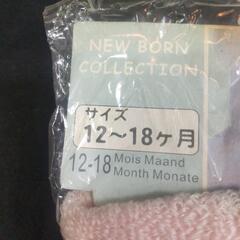 NEW BORN
COLLECTION
サイズ
12～18ヶ月
12-18 Mois Maand
Month Monate